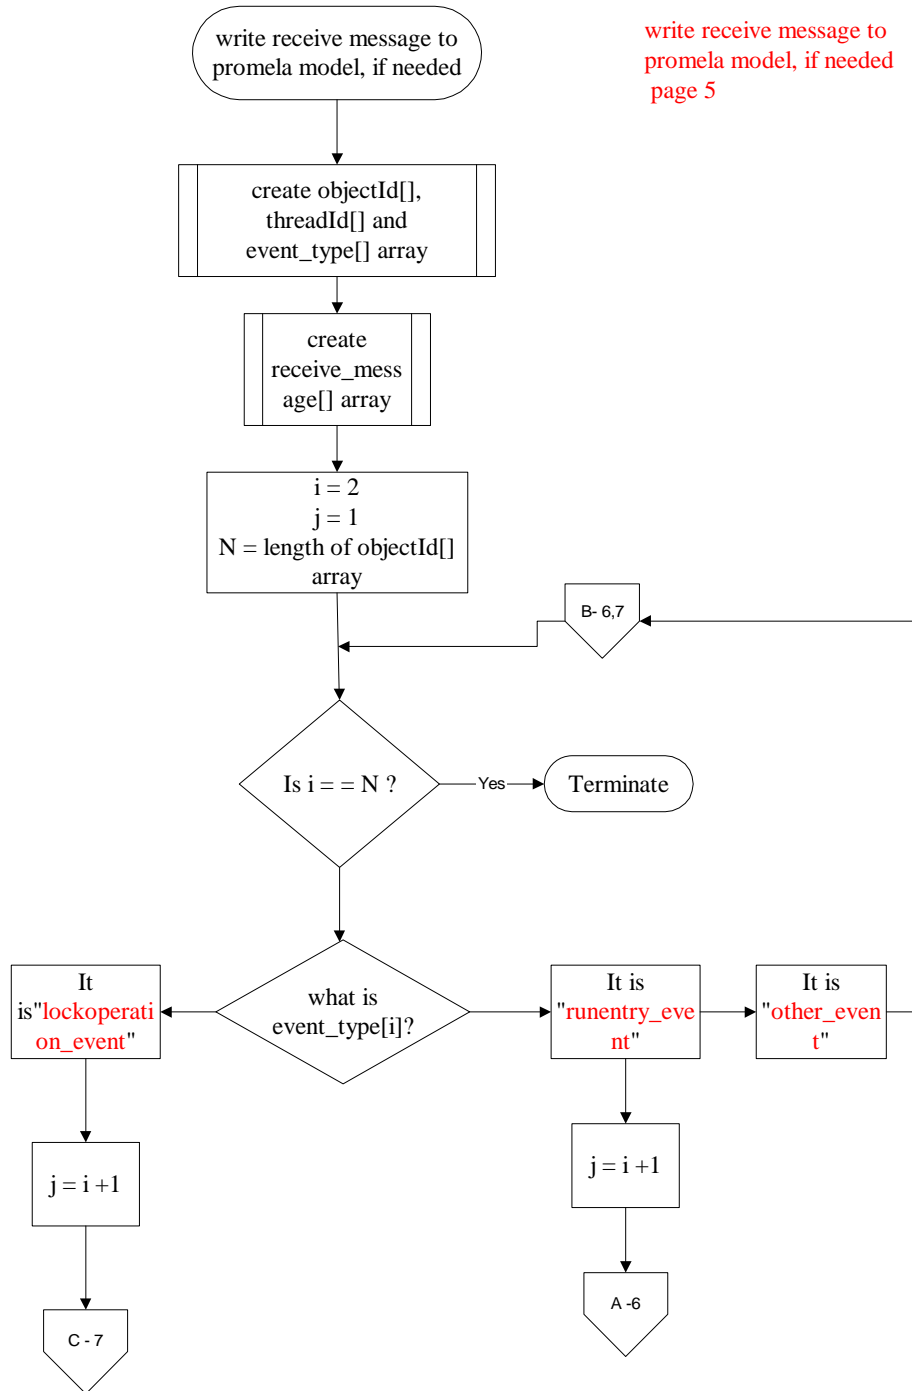 write receive message to
promela model, if needed
write receive message to
promela model, if needed
page 5
create objectId[],
threadId[] and
event_type[] array
create
receive_mess
age[] array
i = 2
j = 1
N = length of objectId[]
array
B- 6,7
Is i = = N ?
Yes
Terminate
It
is"lockoperati
on_event"
what is
event_type[i]?
It is
"runentry_eve
nt"
It is
"other_even
t"
j = i +1
j = i +1
A -6
C - 7